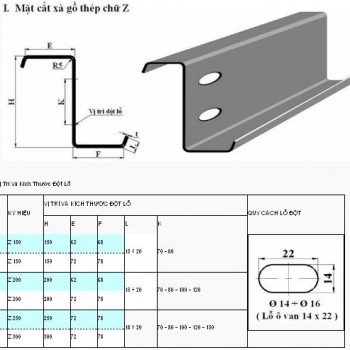 I. Mặt cắt xà gồ thép chữ Z
E
R5
H
K
Vị trí đột lỗ
t
L
F
Vị Trí Và Kích Thước Đột Lỗ
KÝ HIỆU
VỊ TRÍ VÀ KÍCH THƯỚC ĐỘT LỖ
QUY CÁCH LỖ ĐỘT
H E F L K
Z 150 150 62 68
Z 150 150 72 78
15 ÷ 20 70 - 80
Z 200 200 62 68
Z 200 200 72 78
15 ÷ 20 70 - 80 - 100 - 120
Z 250 250 62 68
Z 300 300 72 78
15 ÷ 20 70 - 80 - 100 - 120 - 150
22
14
Ø 14 ÷ Ø 16
( Lỗ ô van 14 x 22 )